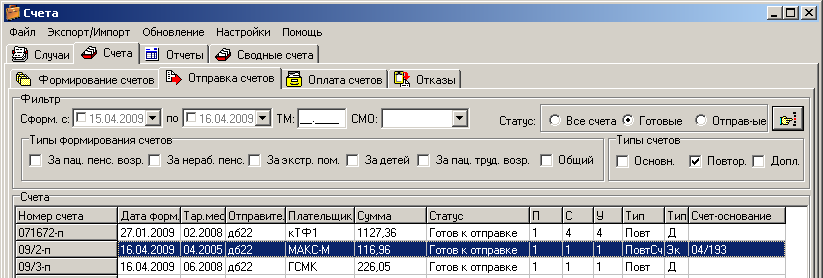 Счета
Файл Экспорт/Импорт Обновление Настройки Помощь
Случаи Счета Отчеты Сводные счета
Формирование счетов Отправка счетов Оплата счетов Отказы
Фильтр
Сформ. с: 15.04.2009 по 16.04.2009 ТМ: __.____ СМО: Статус: Все счета Готовые Отправ-ые
Типы формирования счетов Типы счетов
За пац. пенс. возр. За нераб. пенс. За экстр. пом. За детей За пац. труд. возр. Общий Основн. Повтор. Допл.
Счета
Номер счета Дата форм. Тар.мес Отправите. Плательщик Сумма Статус П С У Тип Тип Счет-основание
071672-п 27.01.2009 02.2008 д622 кТФ1 1127,36 Готов к отправке 1 4 4 Повт Д
09/2-п 16.04.2009 04.2005 д622 МАКС-М 116,96 Готов к отправке 1 1 1 ПовтСч Эк 04/193
09/3-п 16.04.2009 06.2008 д622 ГСМК 226,05 Готов к отправке 1 1 1 Повт Д